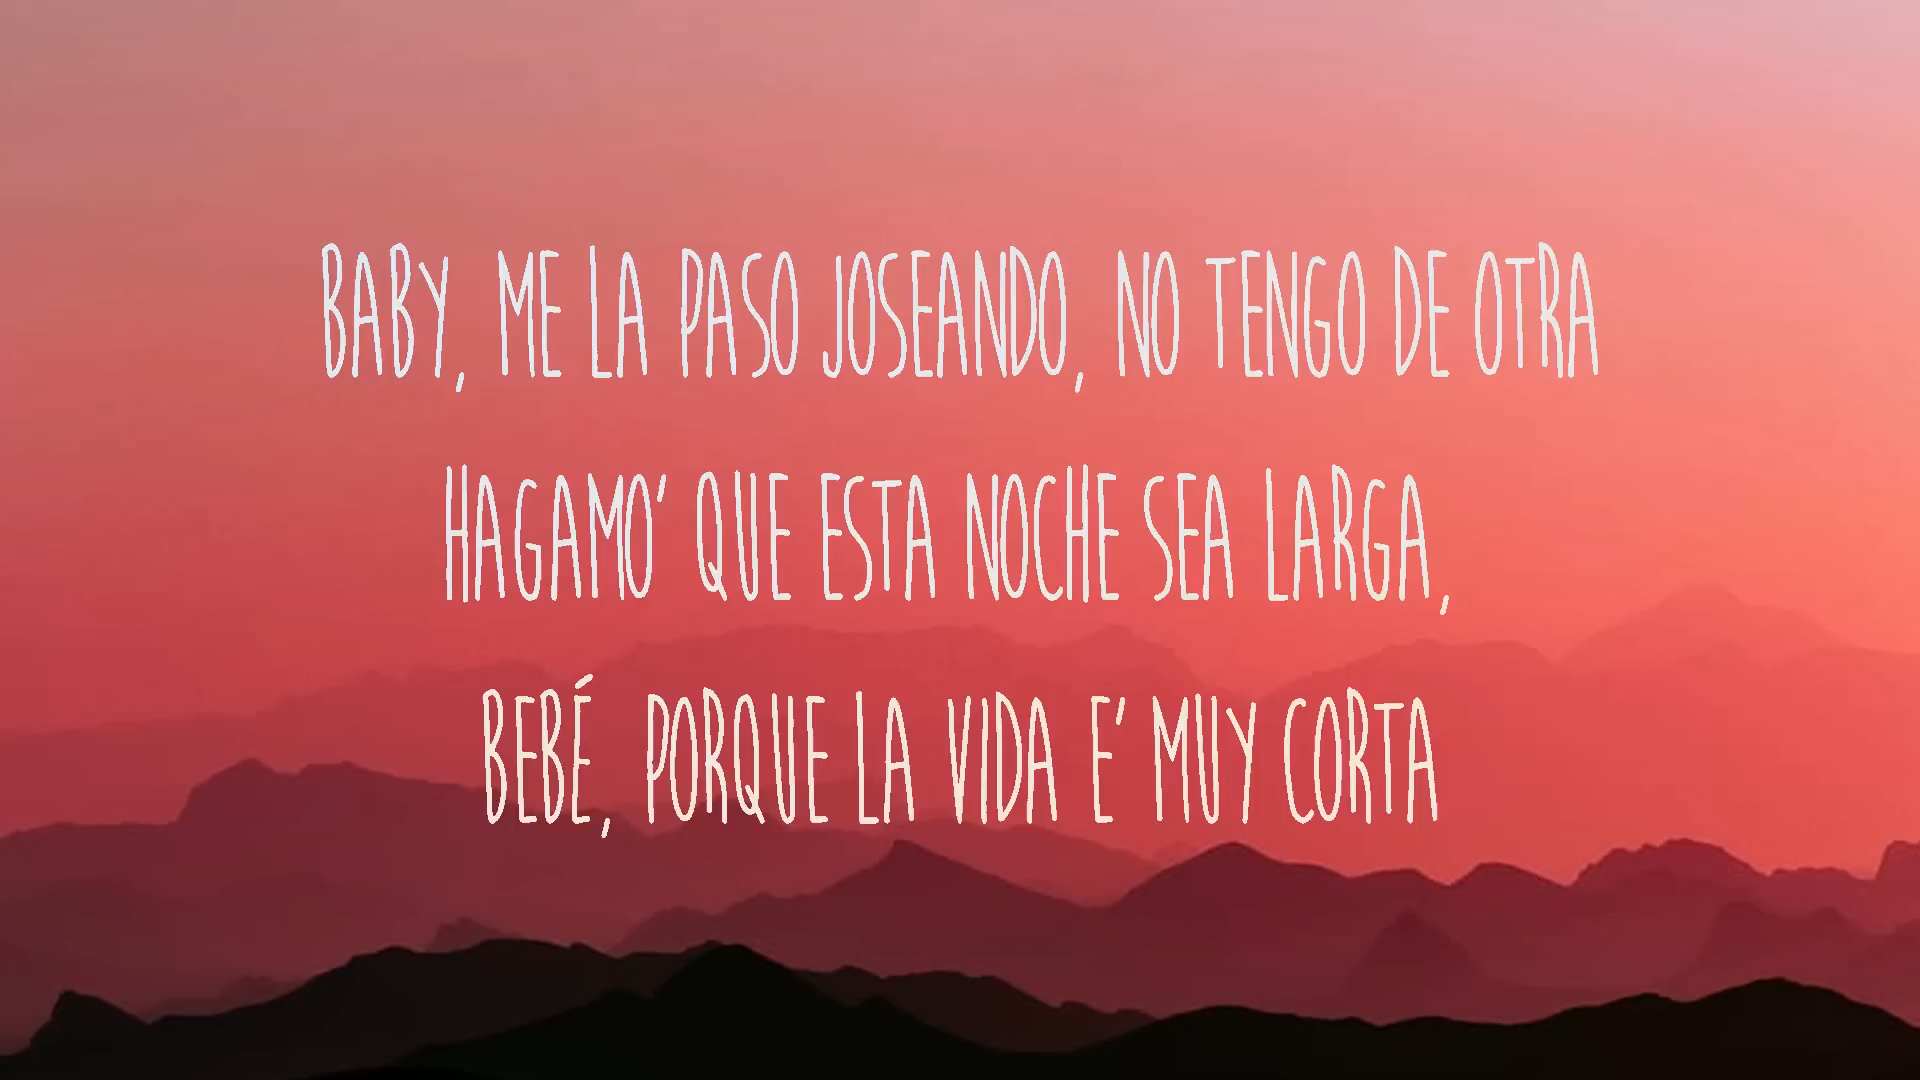 BABY, ME LA PASO JOSEANDO, NO TENGO DE OTRA
HAGAMO' QUE ESTA NOCHE SEA LARGA,
BEBÉ, PORQUE LA VIDA E' MUY CORTA